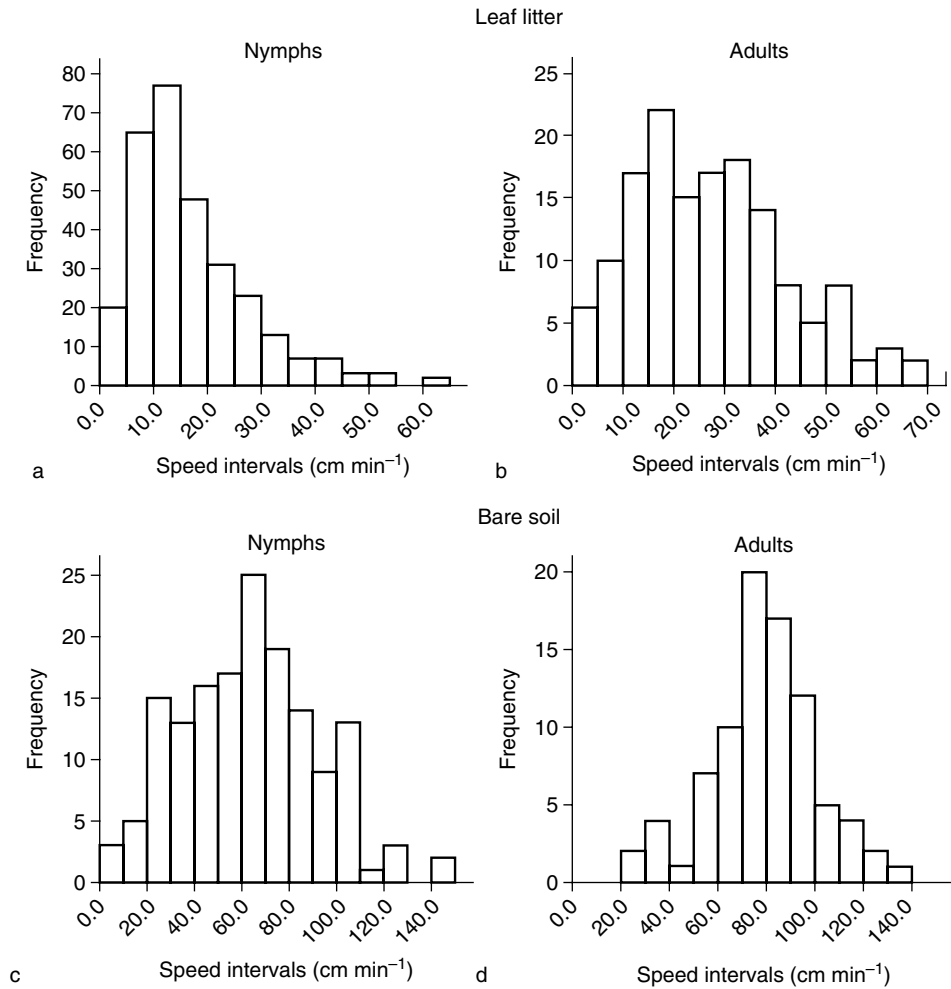 Leaf litter
Nymphs
80
70
60
50
40
30
20
10
0
Frequency
0.0 10.0 20.0 30.0 40.0 50.0 60.0
Speed intervals (cm min⁻¹)
a
Adults
25
20
15
10
5
0
Frequency
0.0 10.0 20.0 30.0 40.0 50.0 60.0 70.0
Speed intervals (cm min⁻¹)
b
Bare soil
Nymphs
25
20
15
10
5
0
Frequency
0.0 20.0 40.0 60.0 80.0 100.0 120.0 140.0
Speed intervals (cm min⁻¹)
c
Adults
20
15
10
5
0
Frequency
0.0 20.0 40.0 60.0 80.0 100.0 120.0 140.0
Speed intervals (cm min⁻¹)
d